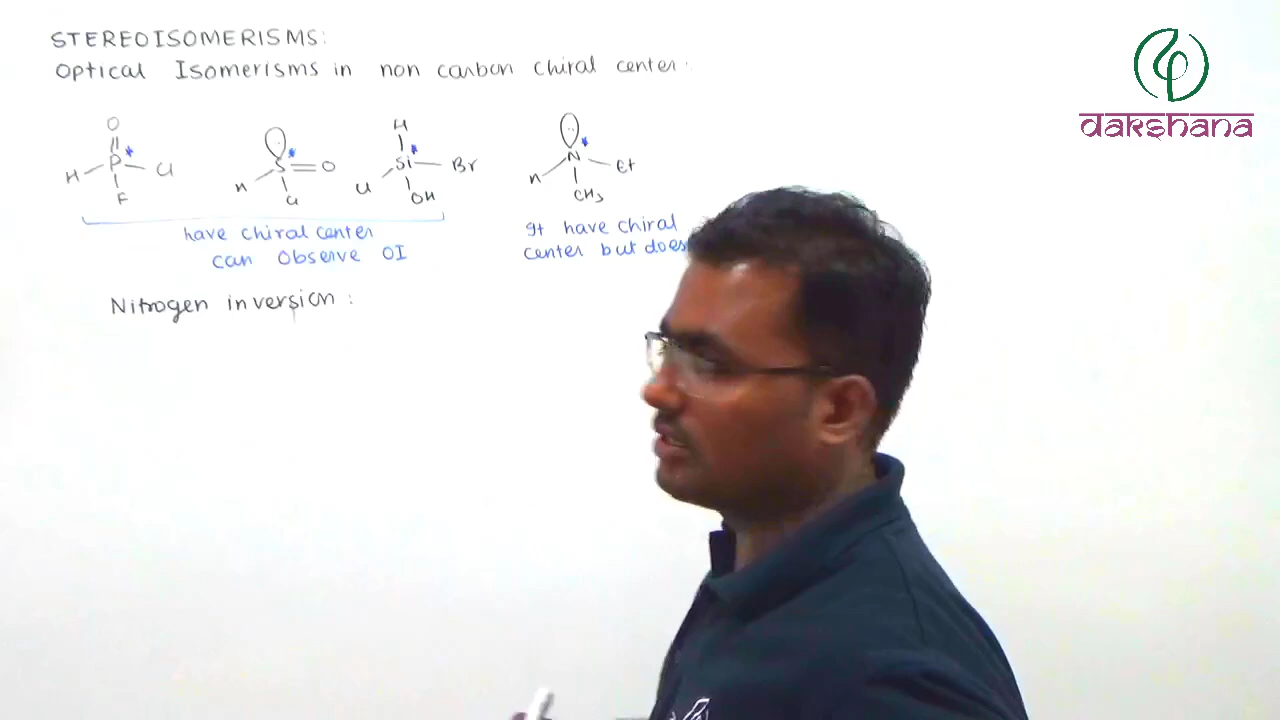 STEREOISOMERISMS:
Optical Isomerisms in non carbon chiral center:
dakshana
O
H P Cl
F
S O
H
Cl
H
Si Br
Cl
OH
N Et
H
CH3
have chiral center
can Observe OI
It have chiral
center but does
Nitrogen inversion: